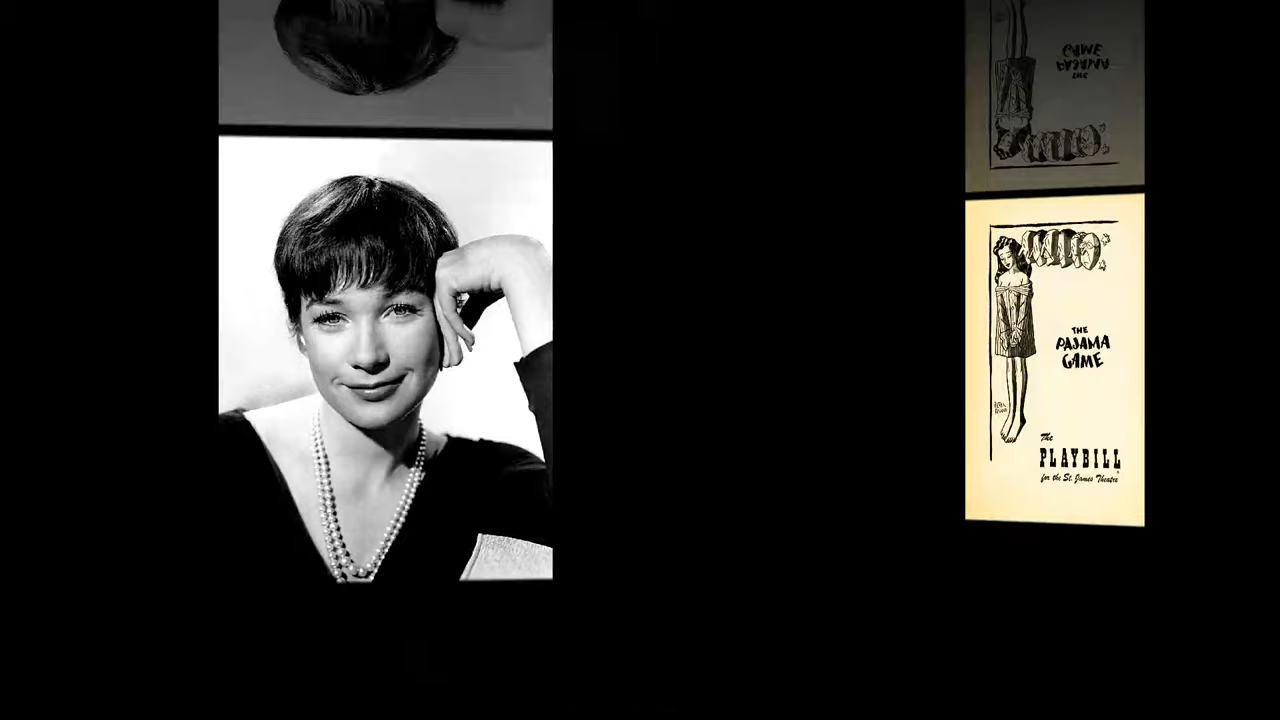 THE
PAJAMA
GAME
The
PLAYBILL
for the St. James Theatre